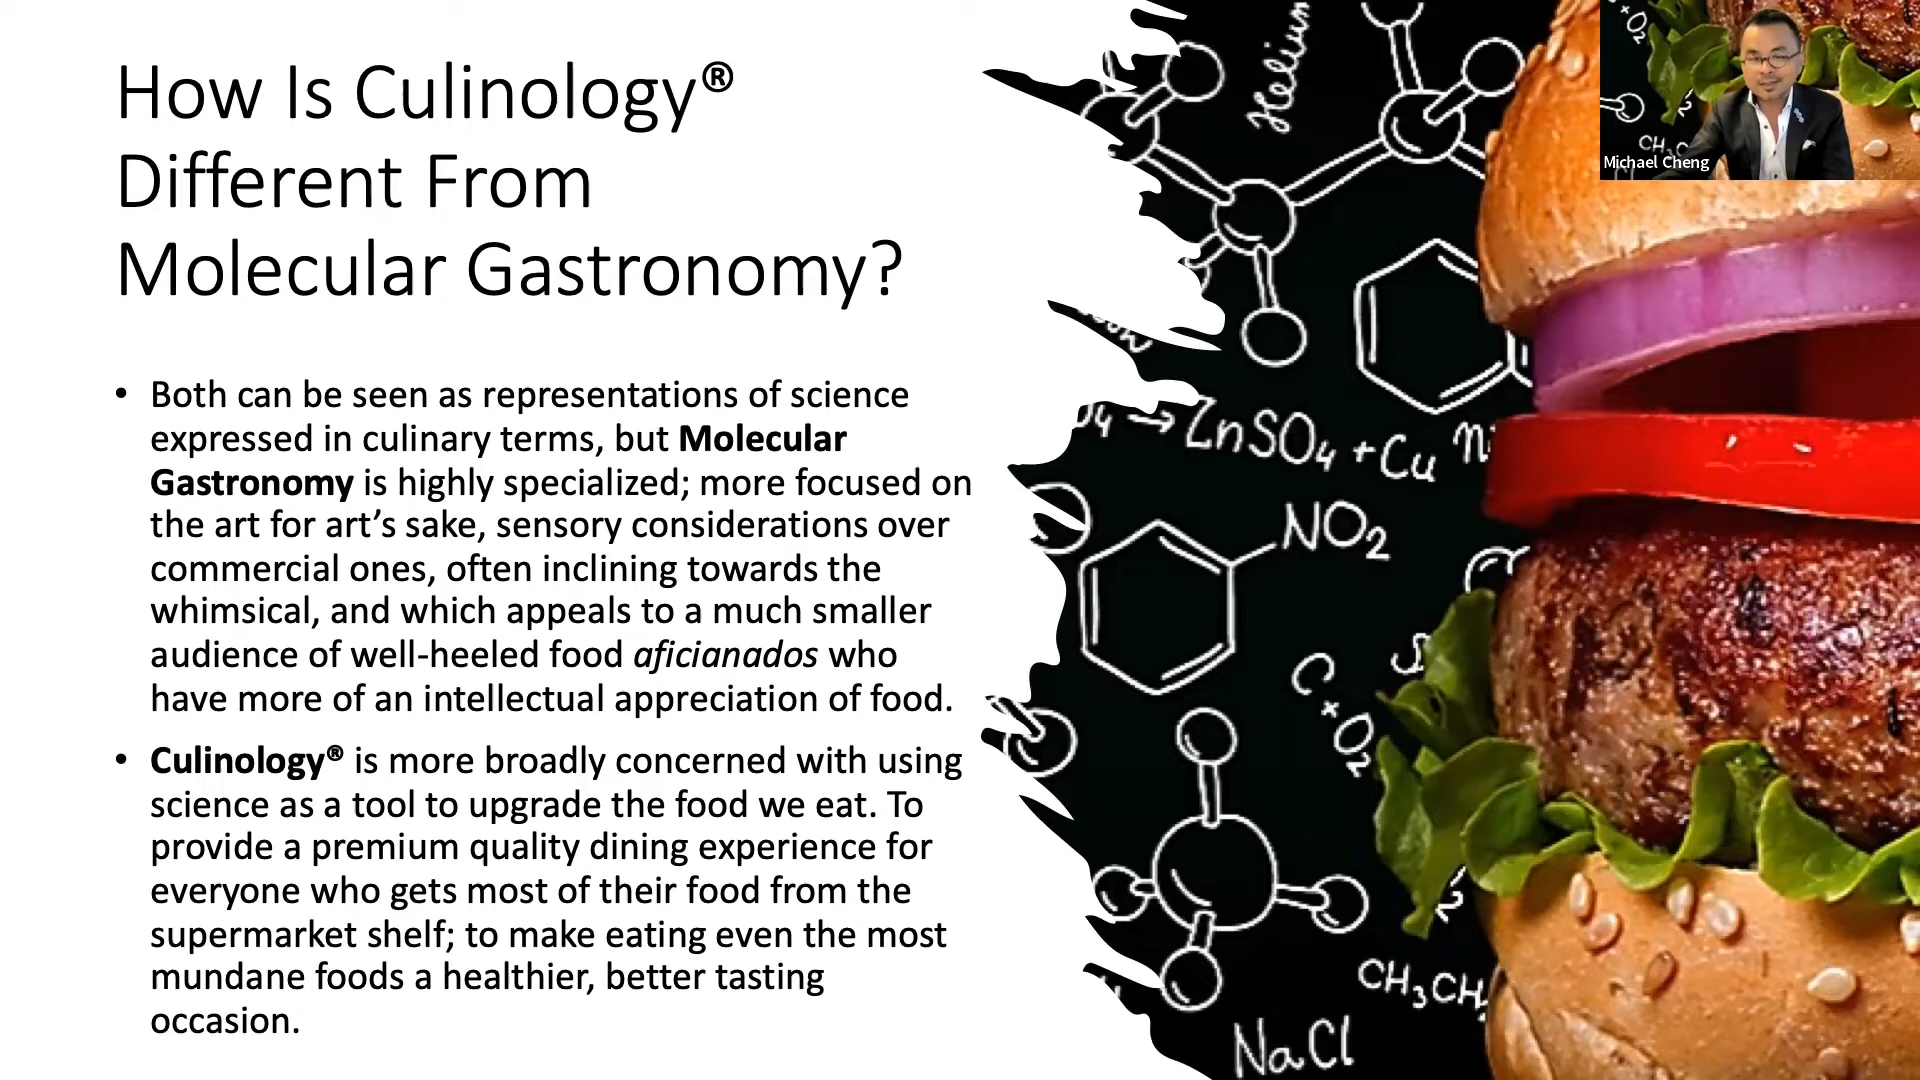 How Is Culinology®
Different From
Molecular Gastronomy?
• Both can be seen as representations of science
expressed in culinary terms, but Molecular
Gastronomy is highly specialized; more focused on
the art for art’s sake, sensory considerations over
commercial ones, often inclining towards the
whimsical, and which appeals to a much smaller
audience of well-heeled food aficianados who
have more of an intellectual appreciation of food.
• Culinology® is more broadly concerned with using
science as a tool to upgrade the food we eat. To
provide a premium quality dining experience for
everyone who gets most of their food from the
supermarket shelf; to make eating even the most
mundane foods a healthier, better tasting
occasion.
Helium
O₄ → ZnSO₄ + Cu
NO₂
C + O₂
CH₃CH
NaCl
+O₂
CH₃C
Michael Cheng